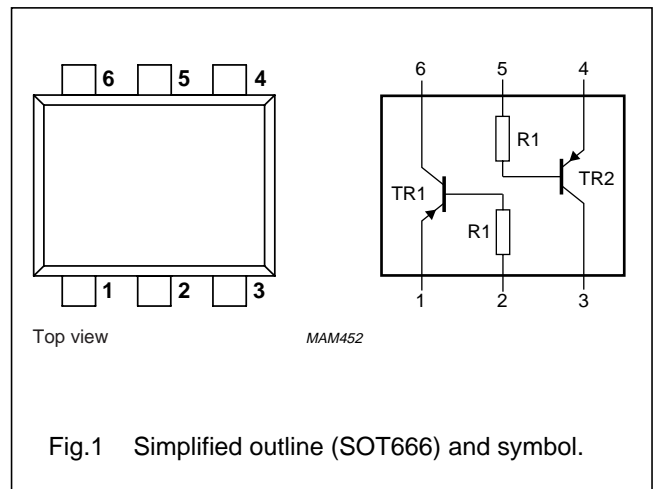 6 5 4
6 5 4
R1
TR2
TR1
R1
1 2 3
1 2 3
Top view
MAM452
Fig.1 Simplified outline (SOT666) and symbol.